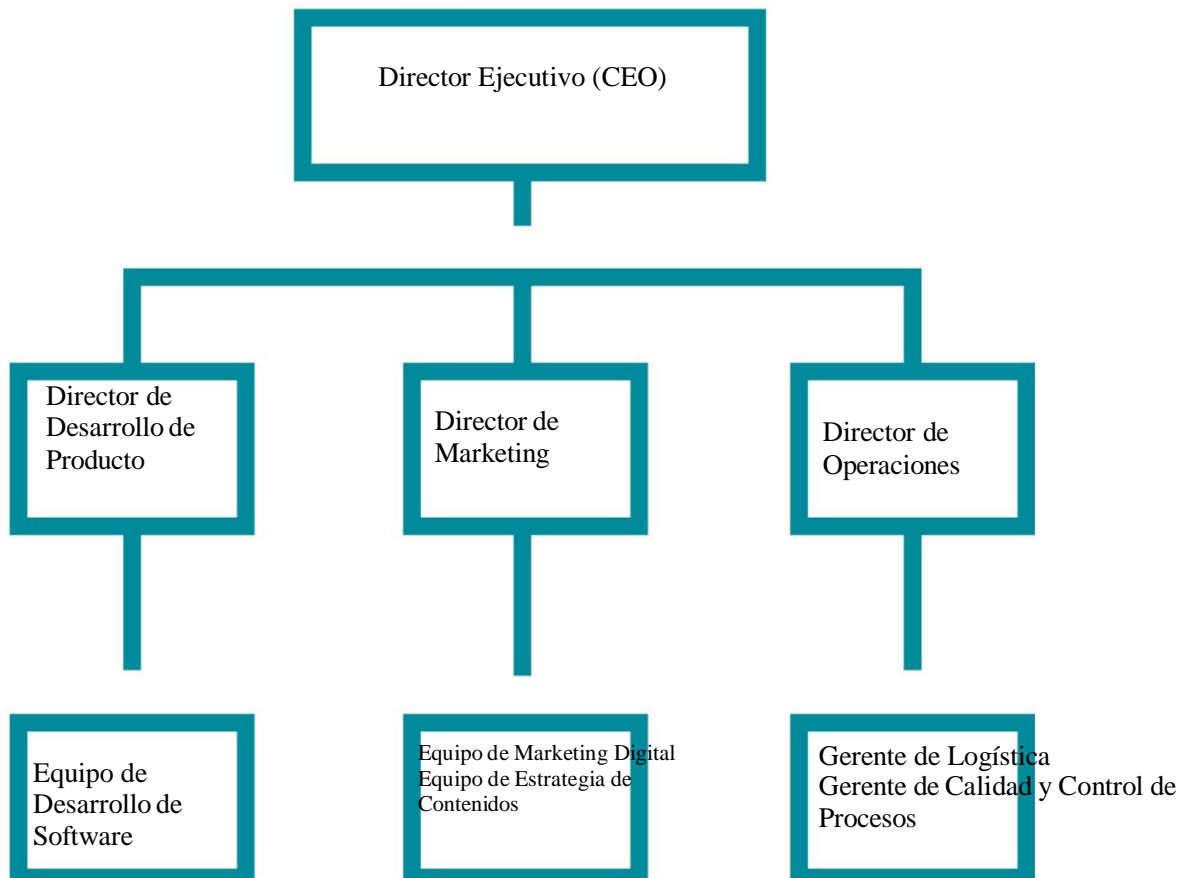 Director Ejecutivo (CEO)
Director de
Desarrollo de
Producto
Director de
Marketing
Director de
Operaciones
Equipo de
Desarrollo de
Software
Equipo de Marketing Digital
Equipo de Estrategia de
Contenidos
Gerente de Logística
Gerente de Calidad y Control de
Procesos